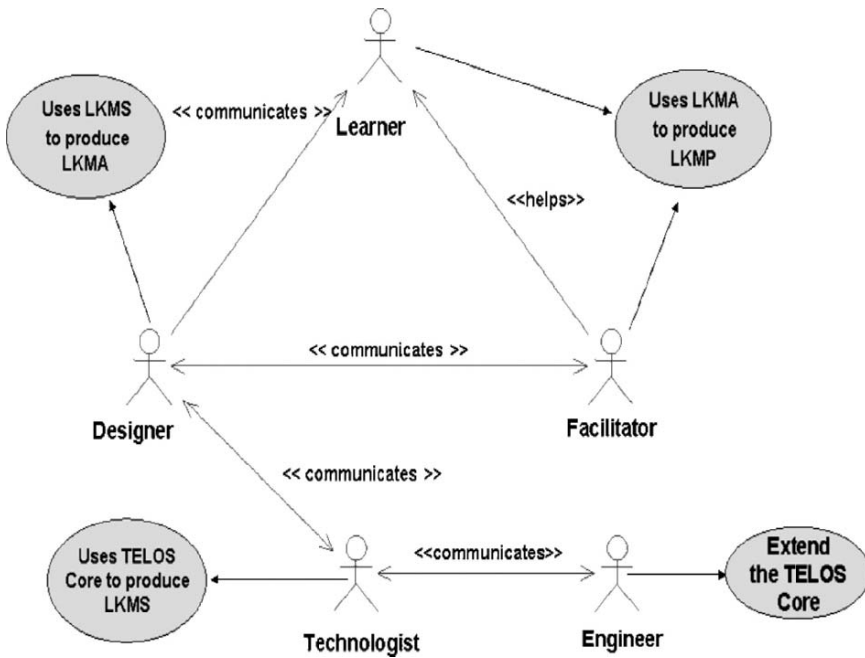 Uses LKMS
to produce
LKMA
<< communicates >>
Learner
Uses LKMA
to produce
LKMP
<<helps>>
<< communicates >>
Designer
Facilitator
<< communicates >>
Uses TELOS
Core to produce
LKMS
<<communicates>>
Extend
the TELOS
Core
Technologist
Engineer